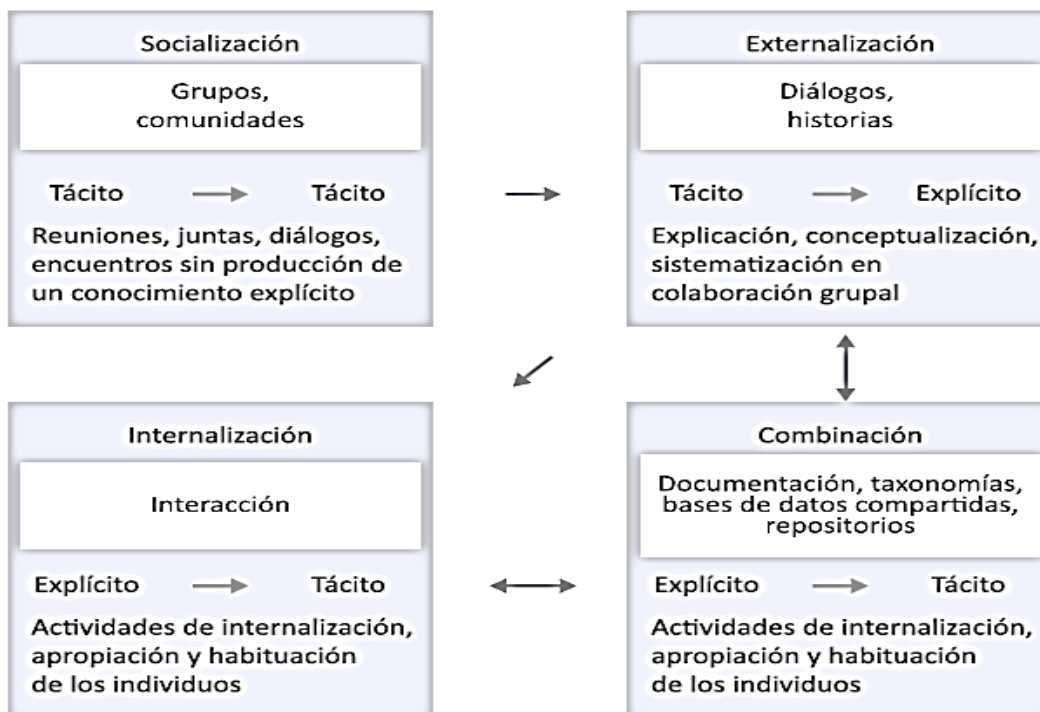 Socialización
Grupos,
comunidades
Tácito Tácito
Reuniones, juntas, diálogos,
encuentros sin producción de
un conocimiento explícito
Externalización
Diálogos,
historias
Tácito Explícito
Explicación, conceptualización,
sistematización en
colaboración grupal
Internalización
Interacción
Explícito Tácito
Actividades de internalización,
apropiación y habituación
de los individuos
Combinación
Documentación, taxonomías,
bases de datos compartidas,
repositorios
Explícito Tácito
Actividades de internalización,
apropiación y habituación
de los individuos